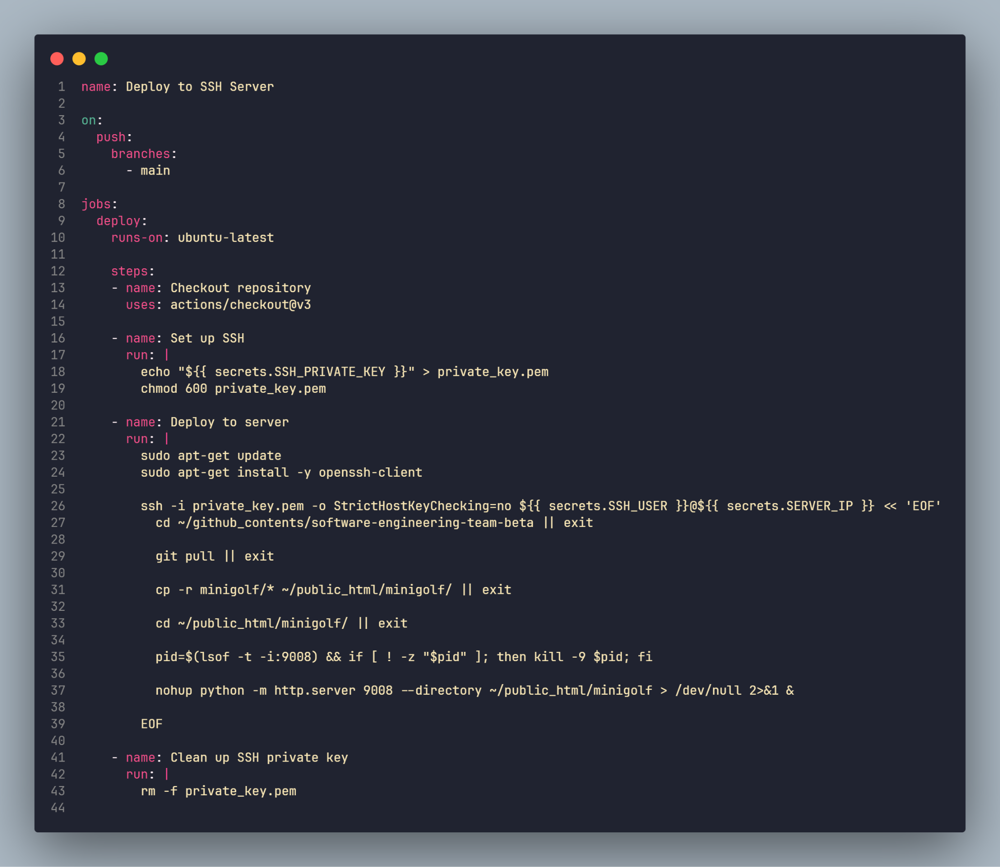 1 name: Deploy to SSH Server
2
3 on:
4   push:
5     branches:
6       - main
7
8 jobs:
9   deploy:
10     runs-on: ubuntu-latest
11
12     steps:
13     - name: Checkout repository
14       uses: actions/checkout@v3
15
16     - name: Set up SSH
17       run: |
18         echo "${{ secrets.SSH_PRIVATE_KEY }}" > private_key.pem
19         chmod 600 private_key.pem
20
21     - name: Deploy to server
22       run: |
23         sudo apt-get update
24         sudo apt-get install -y openssh-client
25
26         ssh -i private_key.pem -o StrictHostKeyChecking=no ${{ secrets.SSH_USER }}@${{ secrets.SERVER_IP }} << 'EOF'
27           cd ~/github_contents/software-engineering-team-beta || exit
28
29           git pull || exit
30
31           cp -r minigolf/* ~/public_html/minigolf/ || exit
32
33           cd ~/public_html/minigolf/ || exit
34
35           pid=$(lsof -t -i:9008) && if [ ! -z "$pid" ]; then kill -9 $pid; fi
36
37           nohup python -m http.server 9008 --directory ~/public_html/minigolf > /dev/null 2>&1 &
38
39         EOF
40
41     - name: Clean up SSH private key
42       run: |
43         rm -f private_key.pem
44